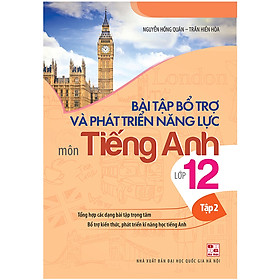 NGUYỄN HỒNG QUÂN - TRẦN HIỀN HÒA
BÀI TẬP BỔ TRỢ
VÀ PHÁT TRIỂN NĂNG LỰC
môn Tiếng Anh
LỚP 12
Tập 2
Tổng hợp các dạng bài tập trọng tâm
Bổ trợ kiến thức, phát triển kĩ năng học tiếng Anh
NHÀ XUẤT BẢN ĐẠI HỌC QUỐC GIA HÀ NỘI